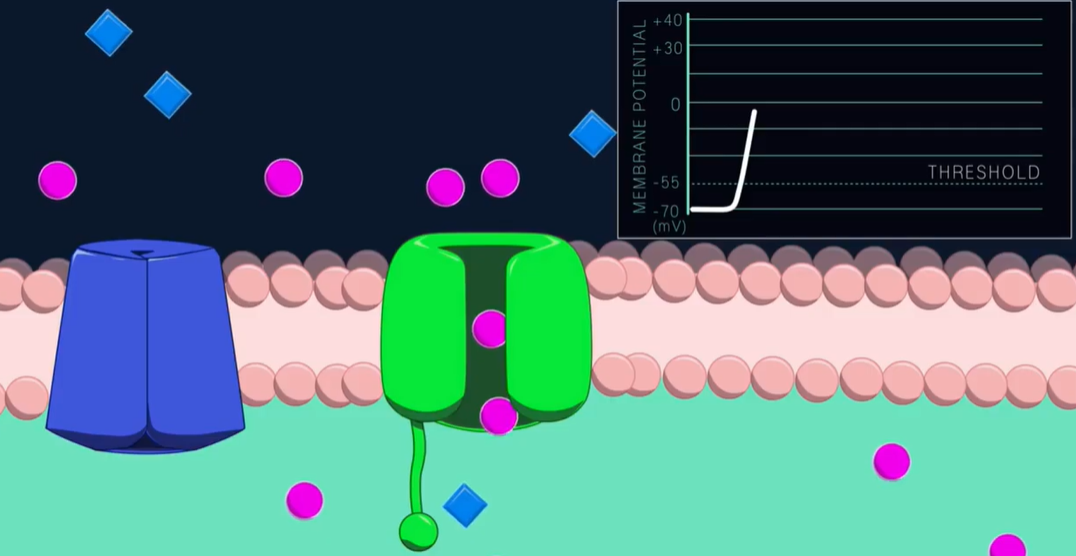 MEMBRANE POTENTIAL
+40
+30
0
THRESHOLD
-55
-70
(mV)